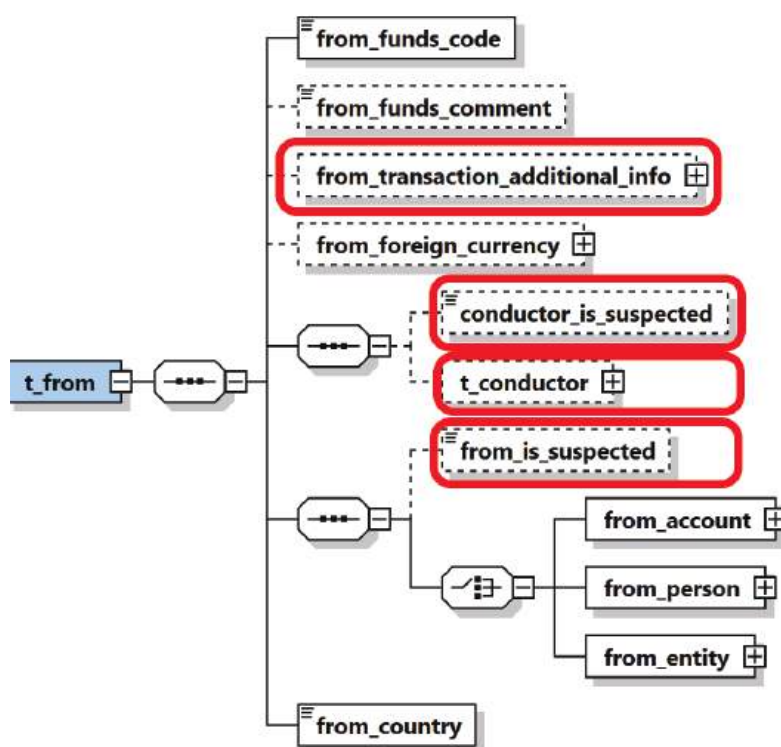 from_funds_code
from_funds_comment
from_transaction_additional_info
from_foreign_currency
conductor_is_suspected
t_from
t_conductor
from_is_suspected
from_account
from_person
from_entity
from_country